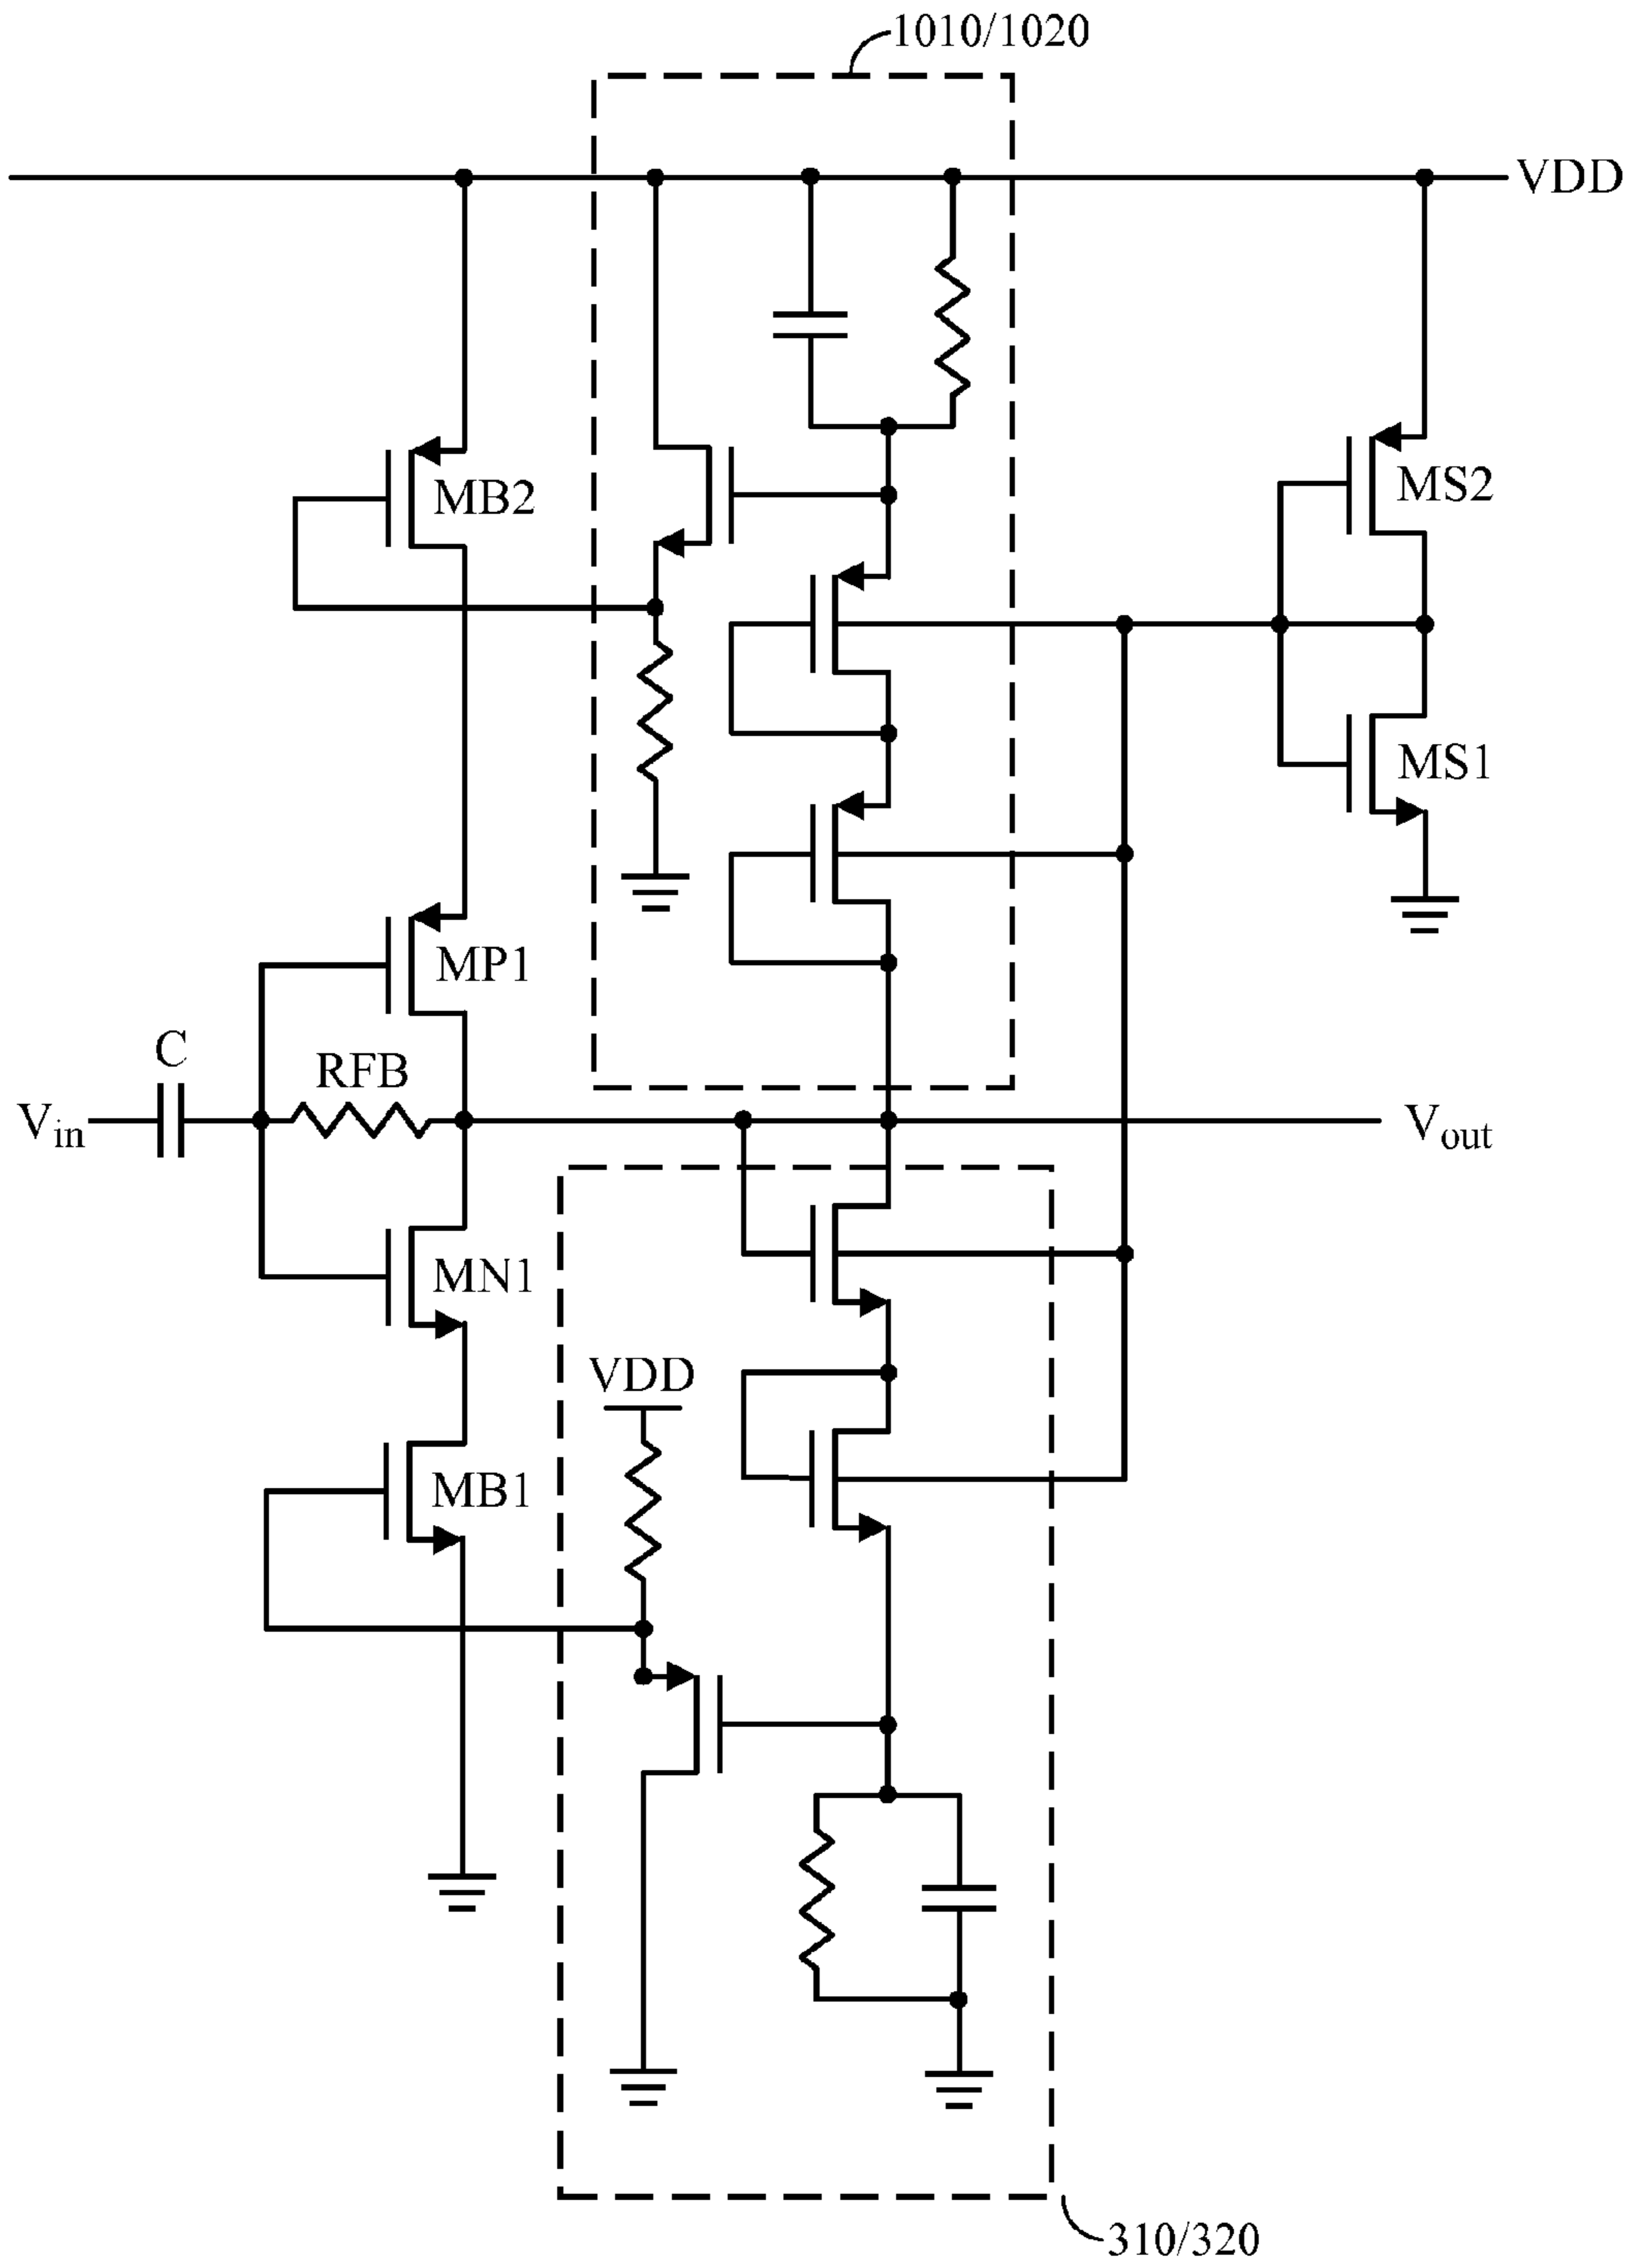 1010/1020
VDD
MB2
MS2
MS1
MP1
C
RFB
Vin
Vout
MN1
VDD
MB1
310/320